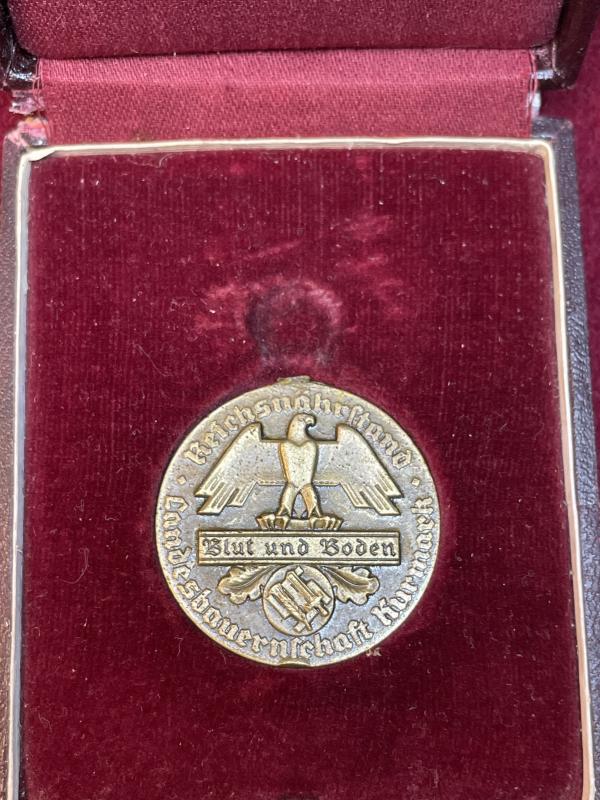 Reichsnährstand
Blut und Boden
Landesbauernschaft Kurmark